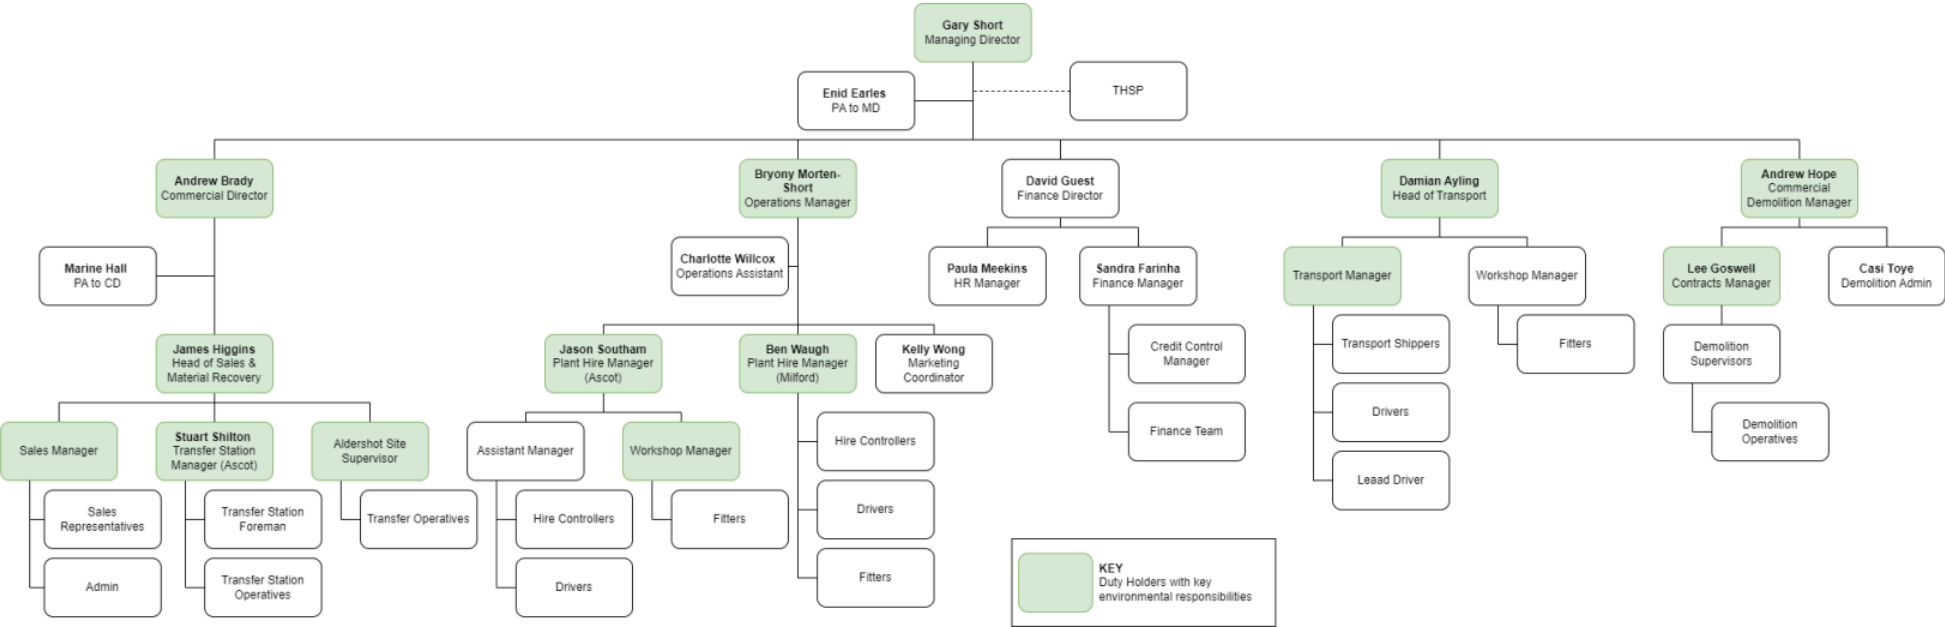 Gary Short
Managing Director
Enid Earles
PA to MD
THSP
Andrew Brady
Commercial Director
Bryony Morten-
Short
Operations Manager
David Guest
Finance Director
Damian Ayling
Head of Transport
Andrew Hope
Commercial
Demolition Manager
Marine Hall
PA to CD
Charlotte Willcox
Operations Assistant
Paula Meekins
HR Manager
Sandra Farinha
Finance Manager
Transport Manager
Workshop Manager
Lee Goswell
Contracts Manager
Casi Toye
Demolition Admin
James Higgins
Head of Sales &
Material Recovery
Jason Southam
Plant Hire Manager
(Ascot)
Ben Waugh
Plant Hire Manager
(Milford)
Kelly Wong
Marketing
Coordinator
Credit Control
Manager
Transport Shippers
Fitters
Demolition
Supervisors
Sales Manager
Stuart Shilton
Transfer Station
Manager (Ascot)
Aldershot Site
Supervisor
Assistant Manager
Workshop Manager
Hire Controllers
Finance Team
Drivers
Demolition
Operatives
Sales
Representatives
Transfer Station
Foreman
Transfer Operatives
Hire Controllers
Fitters
Drivers
Leaad Driver
Admin
Transfer Station
Operatives
Drivers
Fitters
KEY
Duty Holders with key
environmental responsibilities